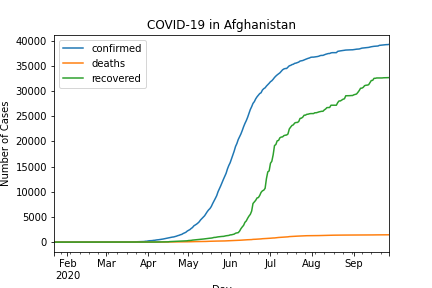 COVID-19 in Afghanistan
40000
35000
30000
25000
20000
15000
10000
5000
0
Number of Cases
confirmed
deaths
recovered
Feb
2020
Mar
Apr
May
Jun
Jul
Aug
Sep